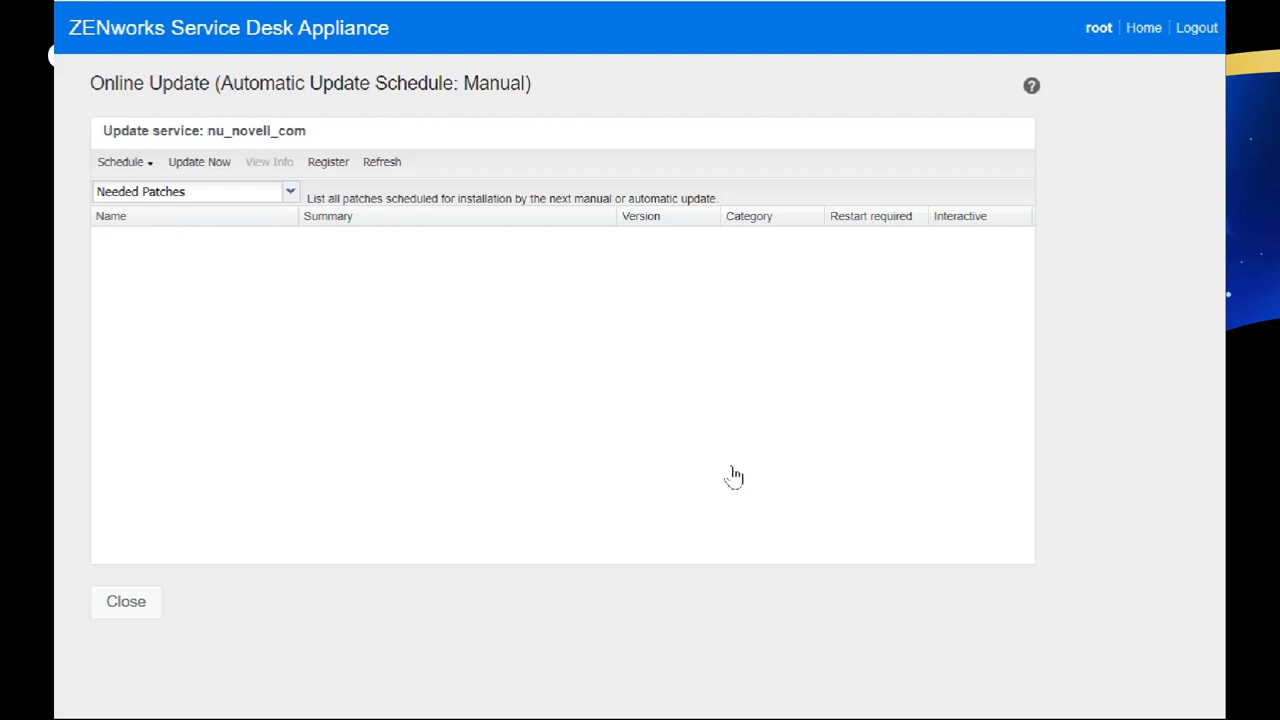 ZENworks Service Desk Appliance
root Home Logout
Online Update (Automatic Update Schedule: Manual)
?
Update service: nu_novell_com
Schedule Update Now View Info Register Refresh
Needed Patches List all patches scheduled for installation by the next manual or automatic update.
Name Summary Version Category Restart required Interactive
Close